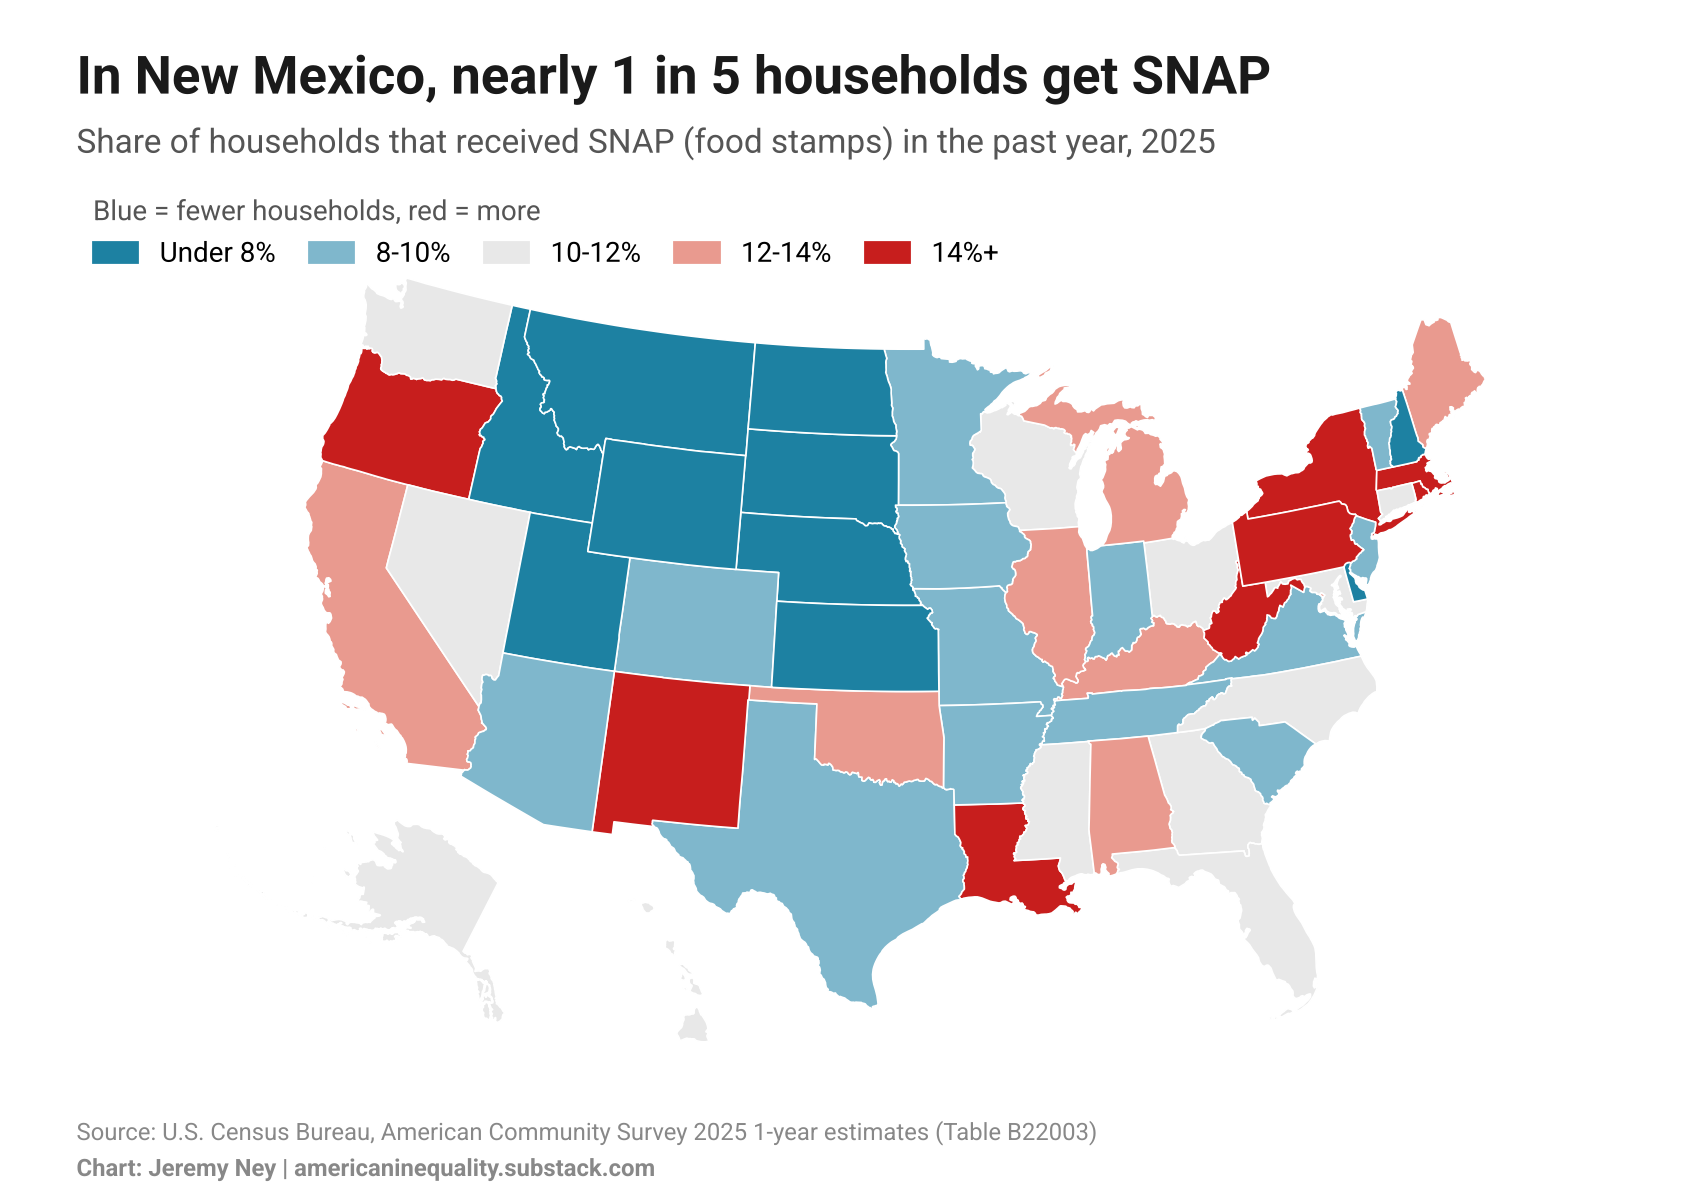 In New Mexico, nearly 1 in 5 households get SNAP
Share of households that received SNAP (food stamps) in the past year, 2025
Blue = fewer households, red = more
Under 8% 8-10% 10-12% 12-14% 14%+
Source: U.S. Census Bureau, American Community Survey 2025 1-year estimates (Table B22003)
Chart: Jeremy Ney | americaninequality.substack.com